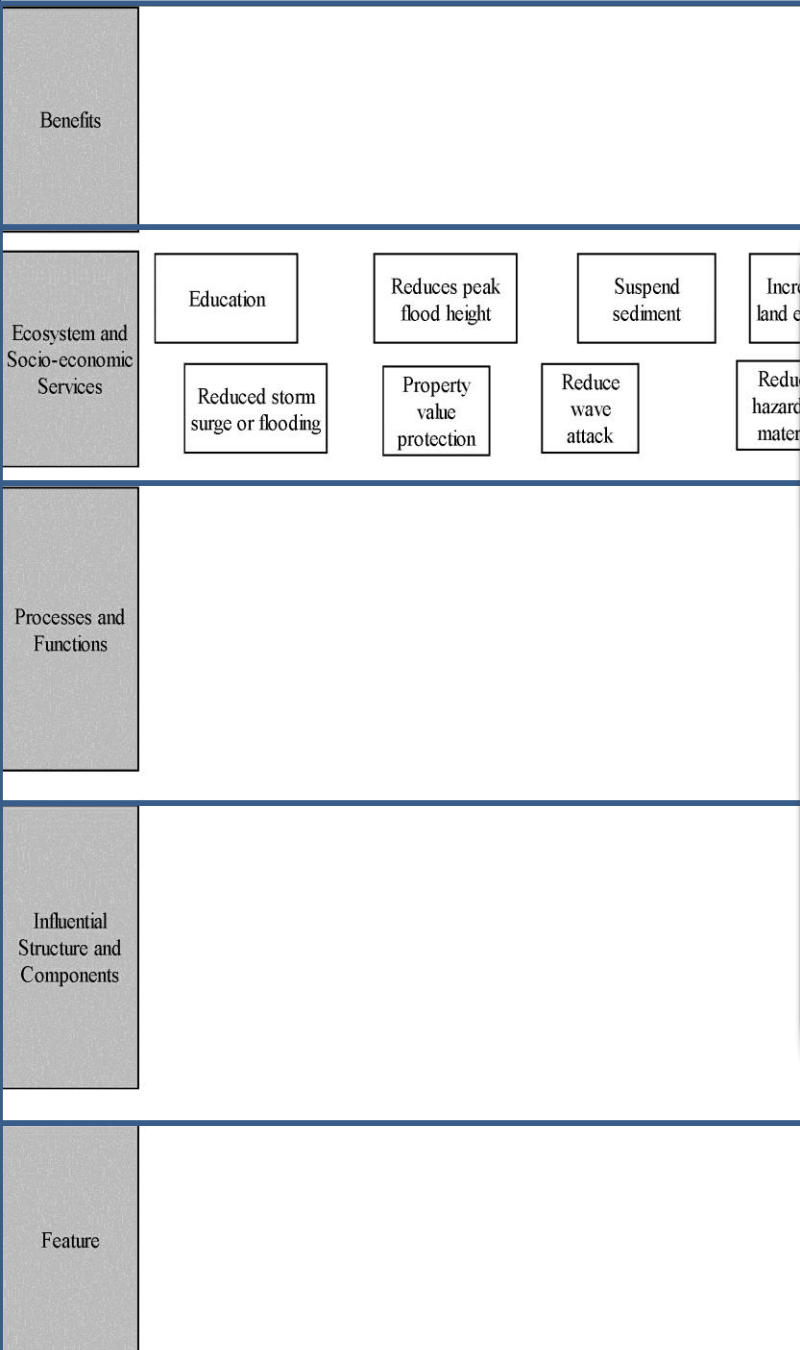 Benefits
Ecosystem and
Socio-economic
Services
Education
Reduces peak
flood height
Suspend
sediment
land
Reduced storm
surge or flooding
Property
value
protection
Reduce
wave
attack
Processes and
Functions
Influential
Structure and
Components
Feature